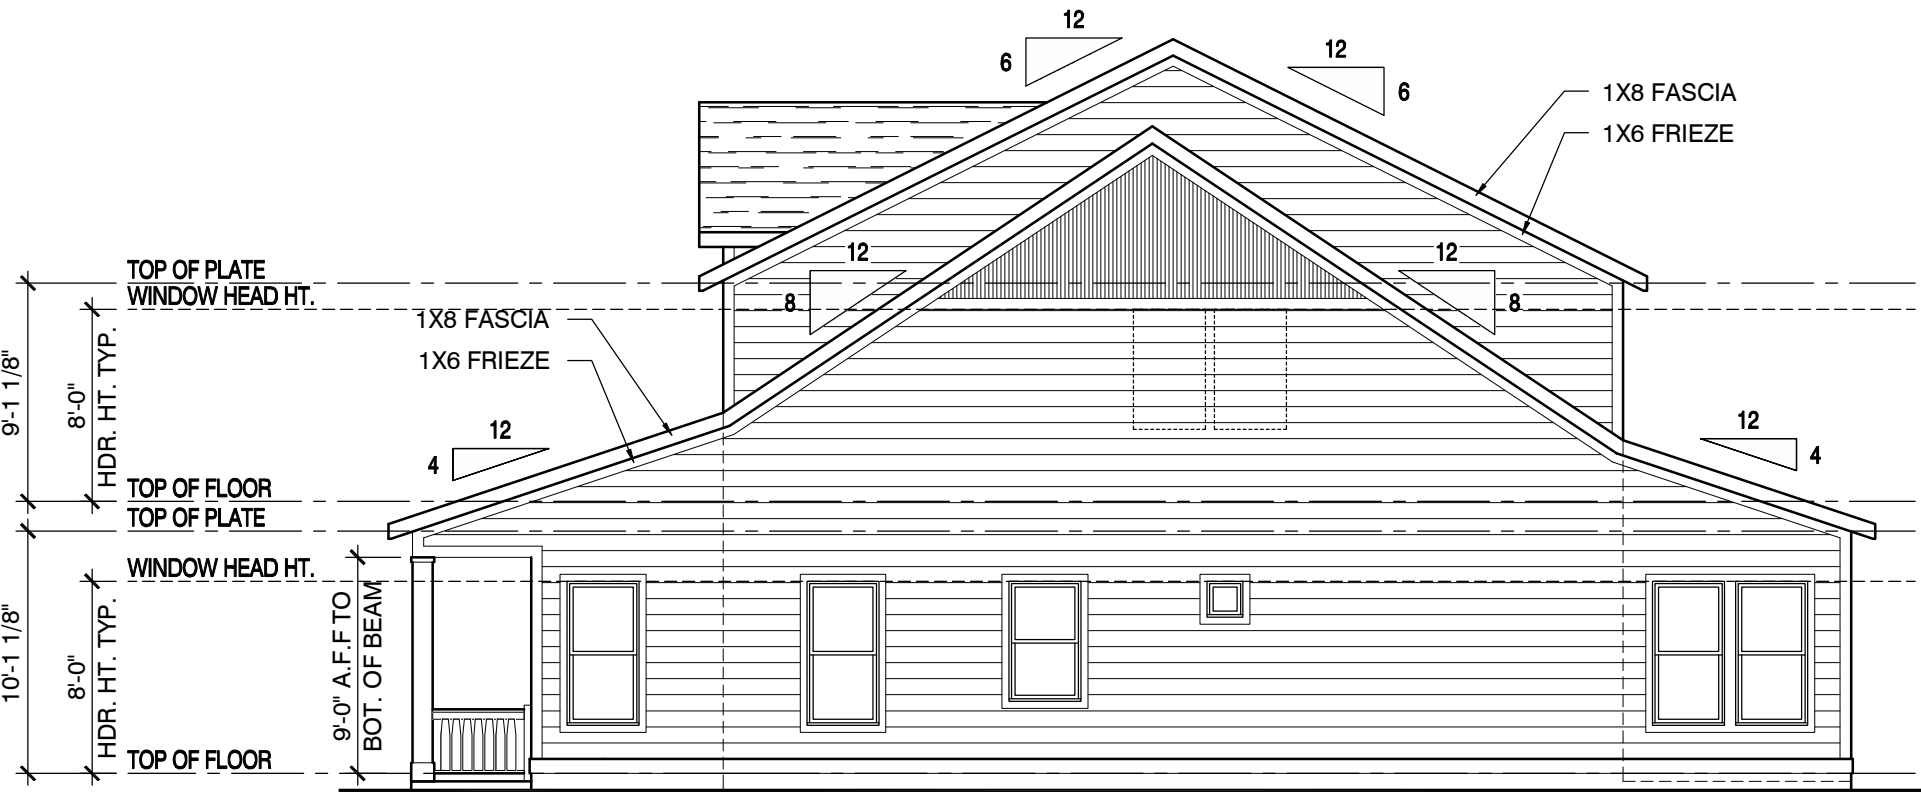 12
6
12
6
1X8 FASCIA
1X6 FRIEZE
12
8
12
8
TOP OF PLATE
WINDOW HEAD HT.
1X8 FASCIA
1X6 FRIEZE
9'-1 1/8"
8'-0"
HDR. HT. TYP.
12
4
12
4
TOP OF FLOOR
TOP OF PLATE
WINDOW HEAD HT.
10'-1 1/8"
8'-0"
HDR. HT. TYP.
9'-0" A.F.F TO
BOT. OF BEAM
TOP OF FLOOR